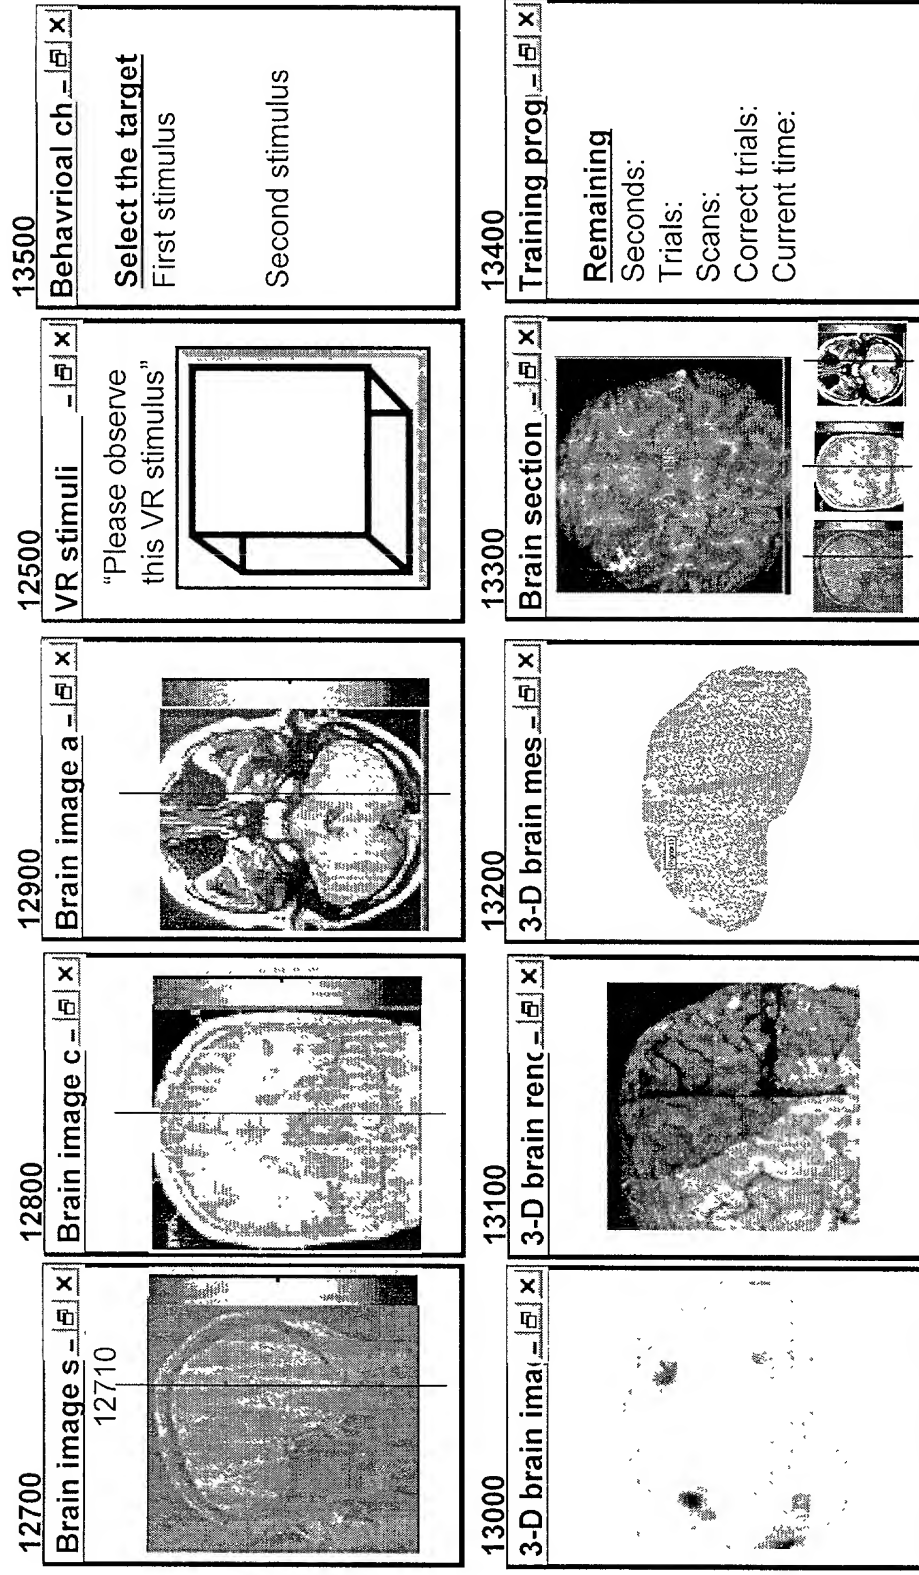 12700
Brain image s
12710
12800
Brain image c
12900
Brain image a
12500
VR stimuli
“Please observe
this VR stimulus”
13500
Behavrioal ch
Select the target
First stimulus
Second stimulus
13000
3-D brain ima
13100
3-D brain renc
13200
3-D brain mes
13300
Brain section
13400
Training prog
Remaining
Seconds:
Trials:
Scans:
Correct trials:
Current time: